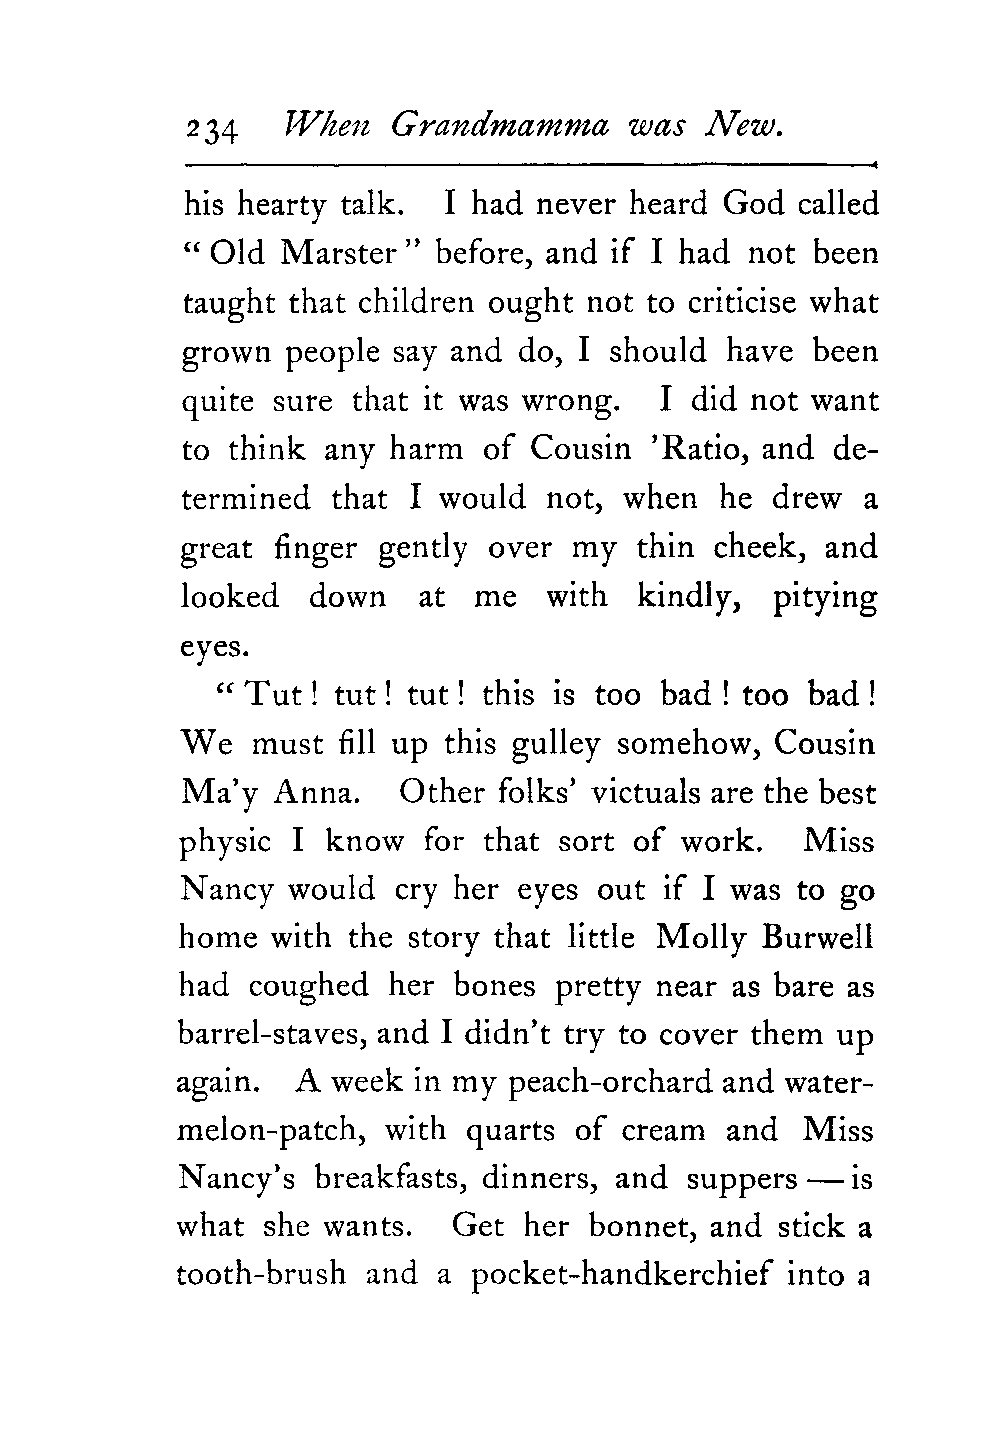 234 When Grandmamma was New.
his hearty talk. I had never heard God called
“ Old Marster ” before, and if I had not been
taught that children ought not to criticise what
grown people say and do, I should have been
quite sure that it was wrong. I did not want
to think any harm of Cousin ’Ratio, and de-
termined that I would not, when he drew a
great finger gently over my thin cheek, and
looked down at me with kindly, pitying
eyes.
“ Tut ! tut ! tut ! this is too bad ! too bad !
We must fill up this gulley somehow, Cousin
Ma’y Anna. Other folks’ victuals are the best
physic I know for that sort of work. Miss
Nancy would cry her eyes out if I was to go
home with the story that little Molly Burwell
had coughed her bones pretty near as bare as
barrel-staves, and I didn’t try to cover them up
again. A week in my peach-orchard and water-
melon-patch, with quarts of cream and Miss
Nancy’s breakfasts, dinners, and suppers — is
what she wants. Get her bonnet, and stick a
tooth-brush and a pocket-handkerchief into a